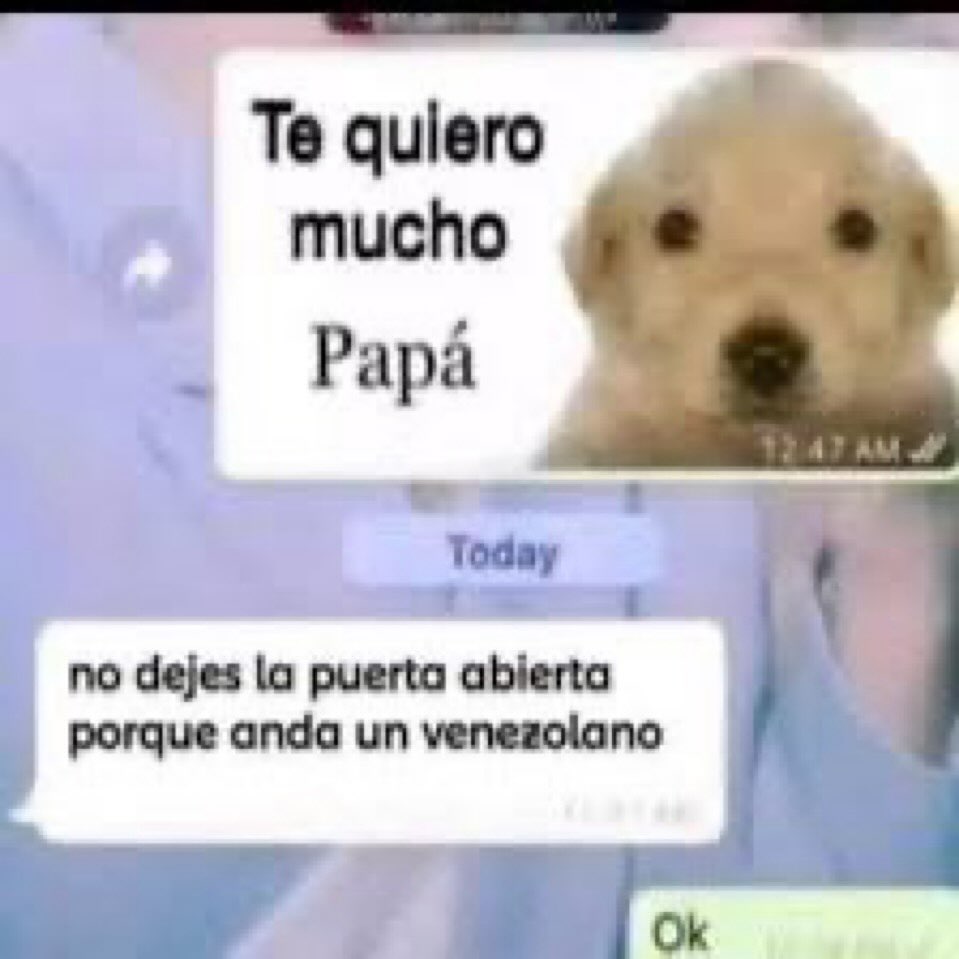 Te quiero
mucho
Papá
12:47 AM
Today
no dejes la puerta abierta
porque anda un venezolano
Ok